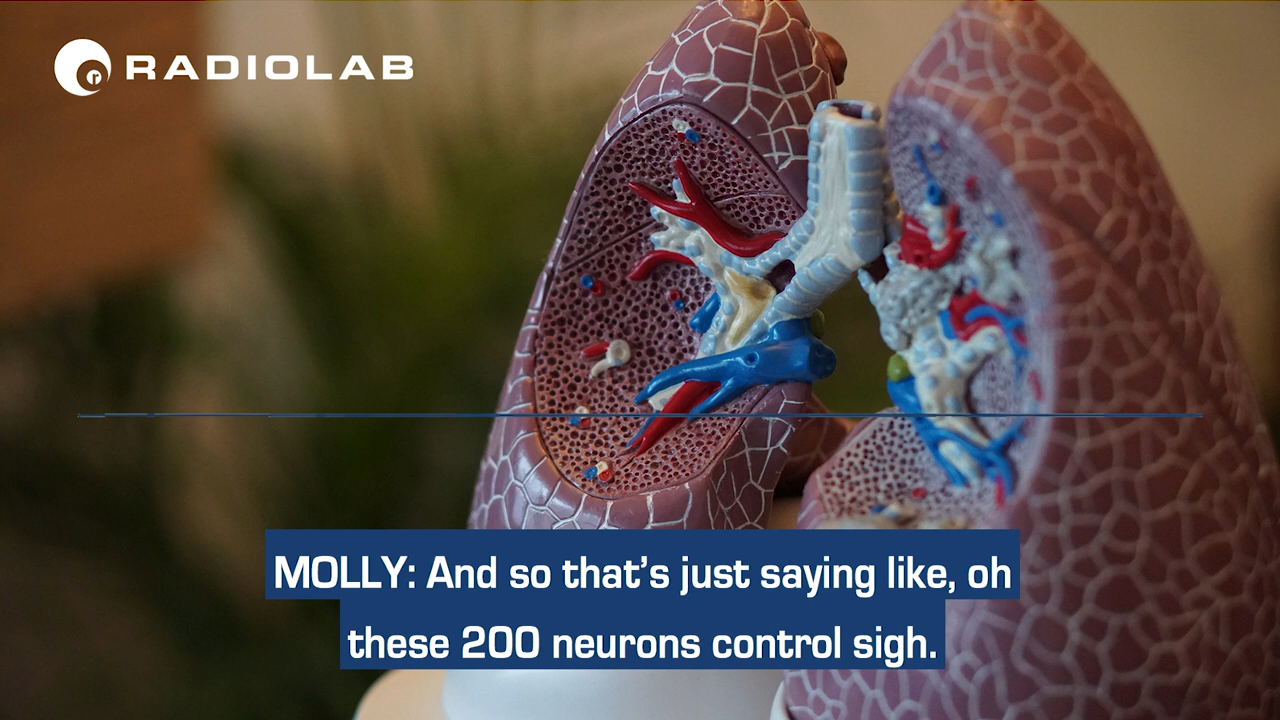 RADIOLAB
MOLLY: And so that's just saying like, oh
these 200 neurons control sigh.